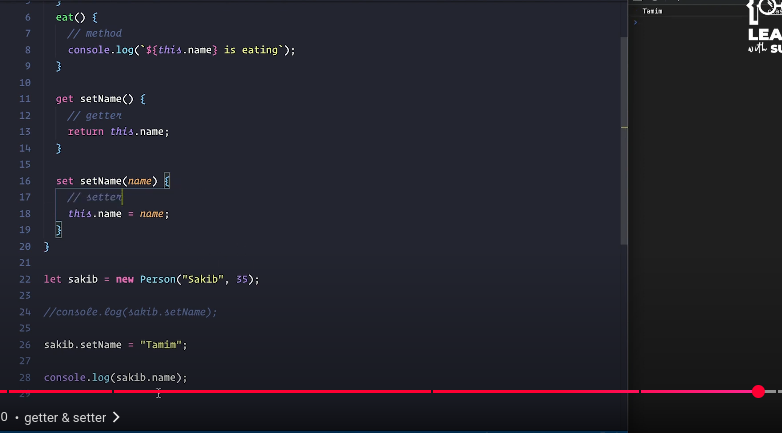 6 eat() {
7 // method
8 console.log(`${this.name} is eating`);
9 }
10
11 get setName() {
12 // getter
13 return this.name;
14 }
15
16 set setName(name) {
17 // setter
18 this.name = name;
19 }
20 }
21
22 let sakib = new Person("Sakib", 35);
23
24 //console.log(sakib.setName);
25
26 sakib.setName = "Tamim";
27
28 console.log(sakib.name);
29
0 • getter & setter >
Tamim
›
LEA
with SU